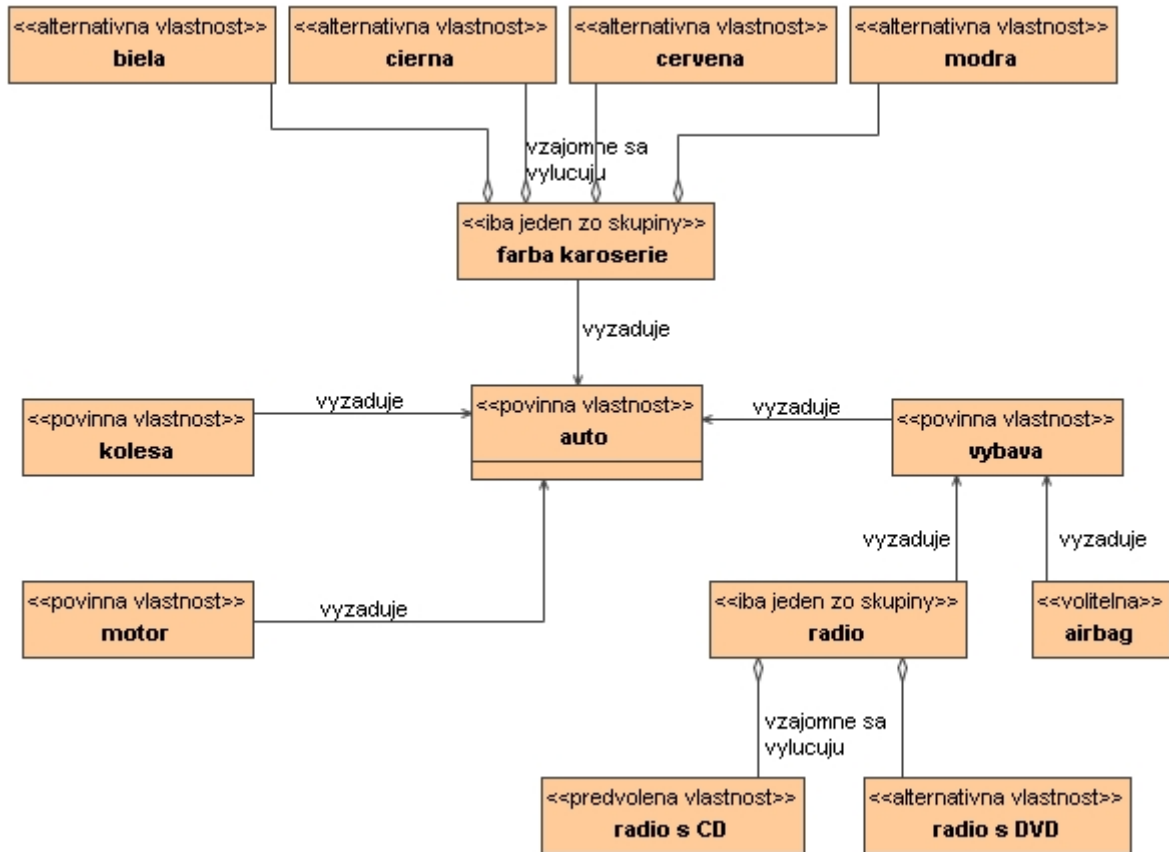 <<alternativna vlastnost>>
biela
<<alternativna vlastnost>>
cierna
<<alternativna vlastnost>>
cervena
<<alternativna vlastnost>>
modra
vzajomne sa
vylucuju
<<iba jeden zo skupiny>>
farba karoserie
vyzaduje
<<povinna vlastnost>>
kolesa
vyzaduje
<<povinna vlastnost>>
auto
vyzaduje
<<povinna vlastnost>>
vybava
vyzaduje
vyzaduje
<<povinna vlastnost>>
motor
vyzaduje
<<iba jeden zo skupiny>>
radio
<<volitelna>>
airbag
vzajomne sa
vylucuju
<<predvolena vlastnost>>
radio s CD
<<alternativna vlastnost>>
radio s DVD